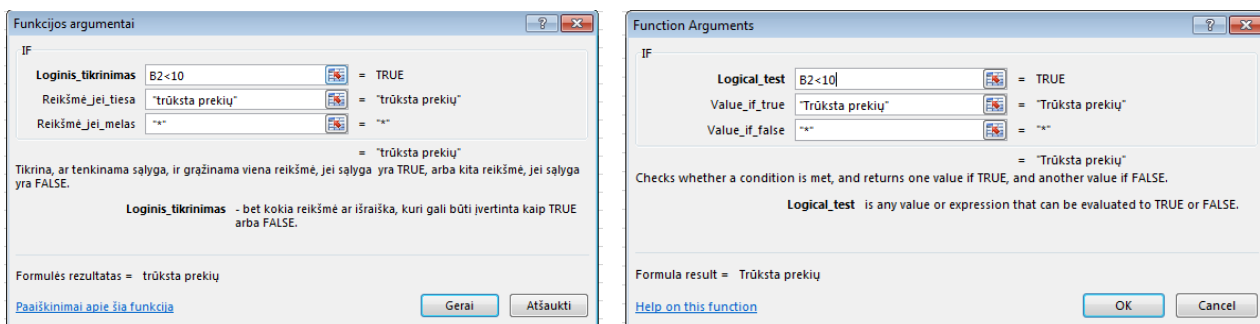 Funkcijos argumentai
IF
Loginis_tikrinimas B2<10 = TRUE
Reikšmė_jei_tiesa "trūksta prekių" = "trūksta prekių"
Reikšmė_jei_melas "*" = "*"
= "trūksta prekių"
Tikrina, ar tenkinama sąlyga, ir grąžinama viena reikšmė, jei sąlyga yra TRUE, arba kita reikšmė, jei sąlyga
yra FALSE.
Loginis_tikrinimas - bet kokia reikšmė ar išraiška, kuri gali būti įvertinta kaip TRUE
arba FALSE.
Formulės rezultatas = trūksta prekių
Paaiškinimai apie šia funkcija
Gerai Atšaukti
Function Arguments
IF
Logical_test B2<10 = TRUE
Value_if_true "Trūksta prekių" = "Trūksta prekių"
Value_if_false "*" = "*"
= "Trūksta prekių"
Checks whether a condition is met, and returns one value if TRUE, and another value if FALSE.
Logical_test is any value or expression that can be evaluated to TRUE or FALSE.
Formula result = Trūksta prekių
Help on this function
OK Cancel